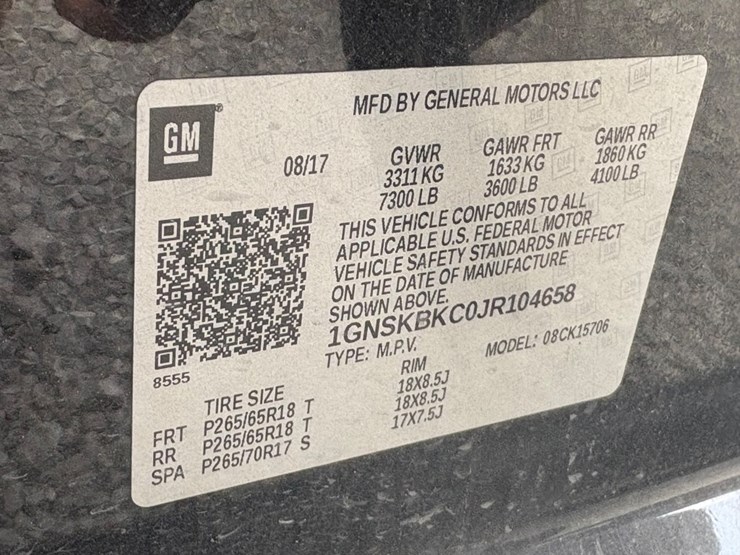 GM
MFD BY GENERAL MOTORS LLC
08/17 GVWR GAWR FRT GAWR RR
3311 KG 1633 KG 1860 KG
7300 LB 3600 LB 4100 LB
THIS VEHICLE CONFORMS TO ALL
APPLICABLE U.S. FEDERAL MOTOR
VEHICLE SAFETY STANDARDS IN EFFECT
ON THE DATE OF MANUFACTURE
SHOWN ABOVE.
1GNSKBKC0JR104658
TYPE: M.P.V. MODEL: 08CK15706
8555
TIRE SIZE RIM
FRT P265/65R18 T 18X8.5J
RR P265/65R18 T 18X8.5J
SPA P265/70R17 S 17X7.5J